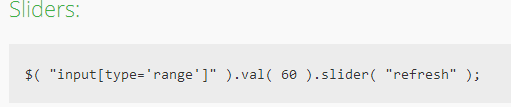 Sliders:
$( "input[type='range']" ).val( 60 ).slider( "refresh" );